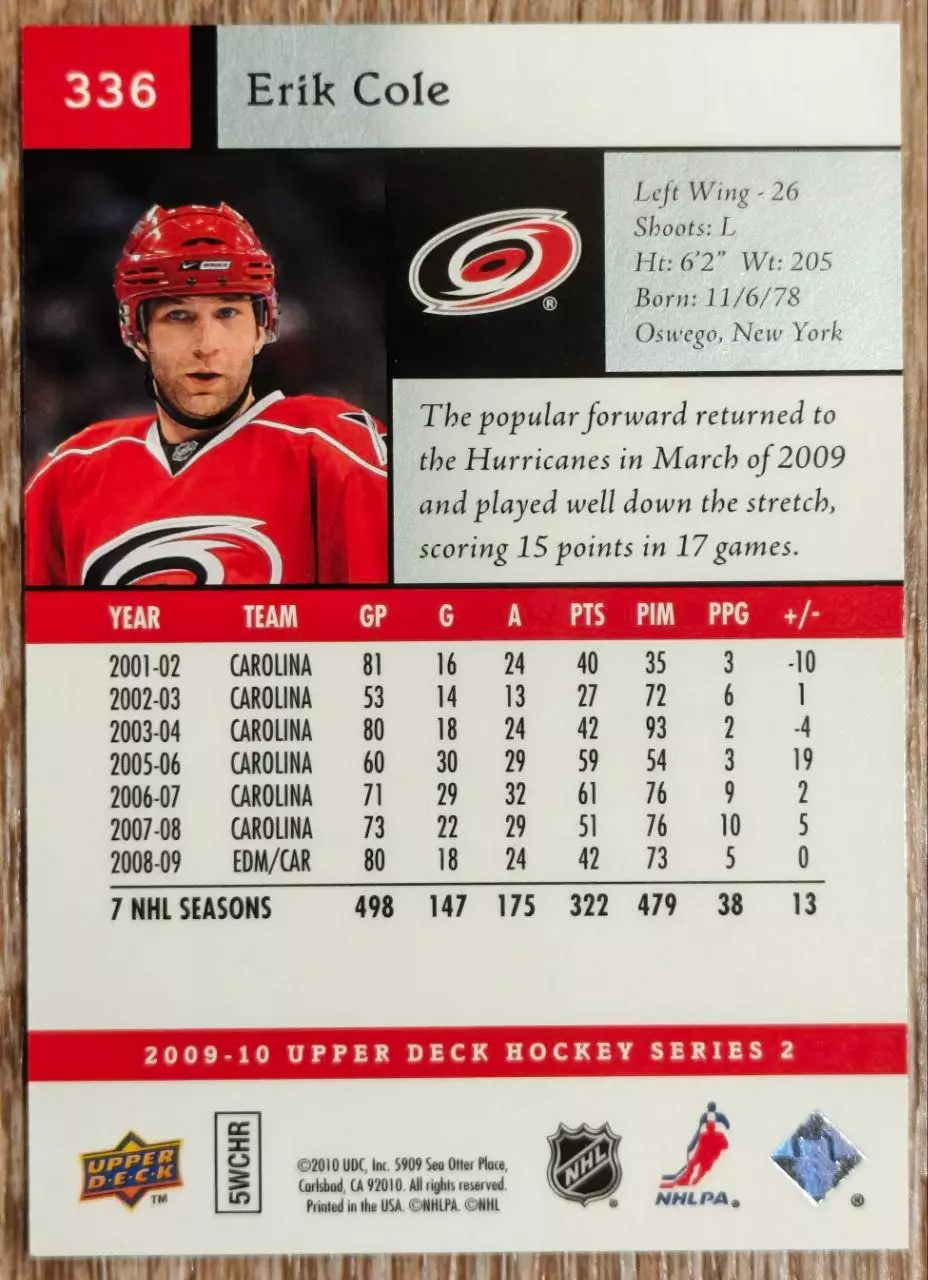 336 Erik Cole
Left Wing - 26
Shoots: L
Ht: 6'2" Wt: 205
Born: 11/6/78
Oswego, New York
®
The popular forward returned to
the Hurricanes in March of 2009
and played well down the stretch,
scoring 15 points in 17 games.
YEAR TEAM GP G A PTS PIM PPG +/-
2001-02 CAROLINA 81 16 24 40 35 3 -10
2002-03 CAROLINA 53 14 13 27 72 6 1
2003-04 CAROLINA 80 18 24 42 93 2 -4
2005-06 CAROLINA 60 30 29 59 54 3 19
2006-07 CAROLINA 71 29 32 61 76 9 2
2007-08 CAROLINA 73 22 29 51 76 10 5
2008-09 EDM/CAR 80 18 24 42 73 5 0
7 NHL SEASONS 498 147 175 322 479 38 13
2009-10 UPPER DECK HOCKEY SERIES 2
UPPER
DECK
TM
5WCHR
©2010 UDC, Inc. 5909 Sea Otter Place,
Carlsbad, CA 92010. All rights reserved.
Printed in the USA. ©NHLPA. ©NHL
NHL ®
NHLPA®
®